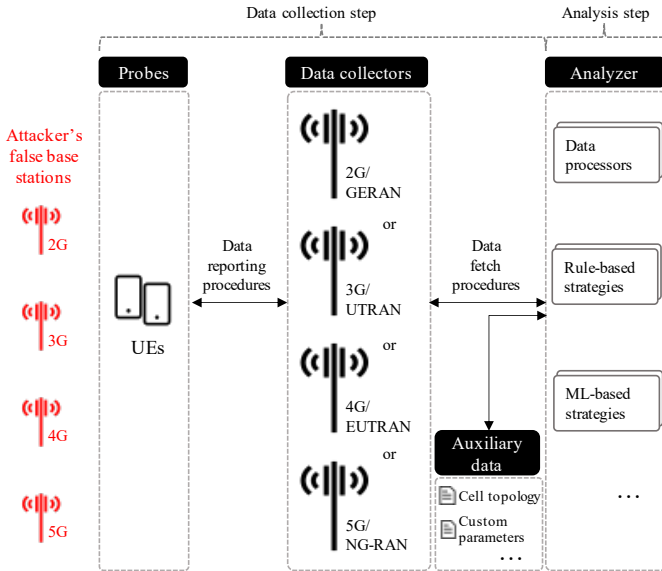 Data collection step
Analysis step
Probes
Data collectors
Analyzer
Attacker's
false base
stations
2G
3G
4G
5G
UEs
Data
reporting
procedures
2G/
GERAN
or
3G/
UTRAN
or
4G/
EUTRAN
or
5G/
NG-RAN
Data
fetch
procedures
Auxiliary
data
Cell topology
Custom
parameters
...
Data
processors
Rule-based
strategies
ML-based
strategies
...